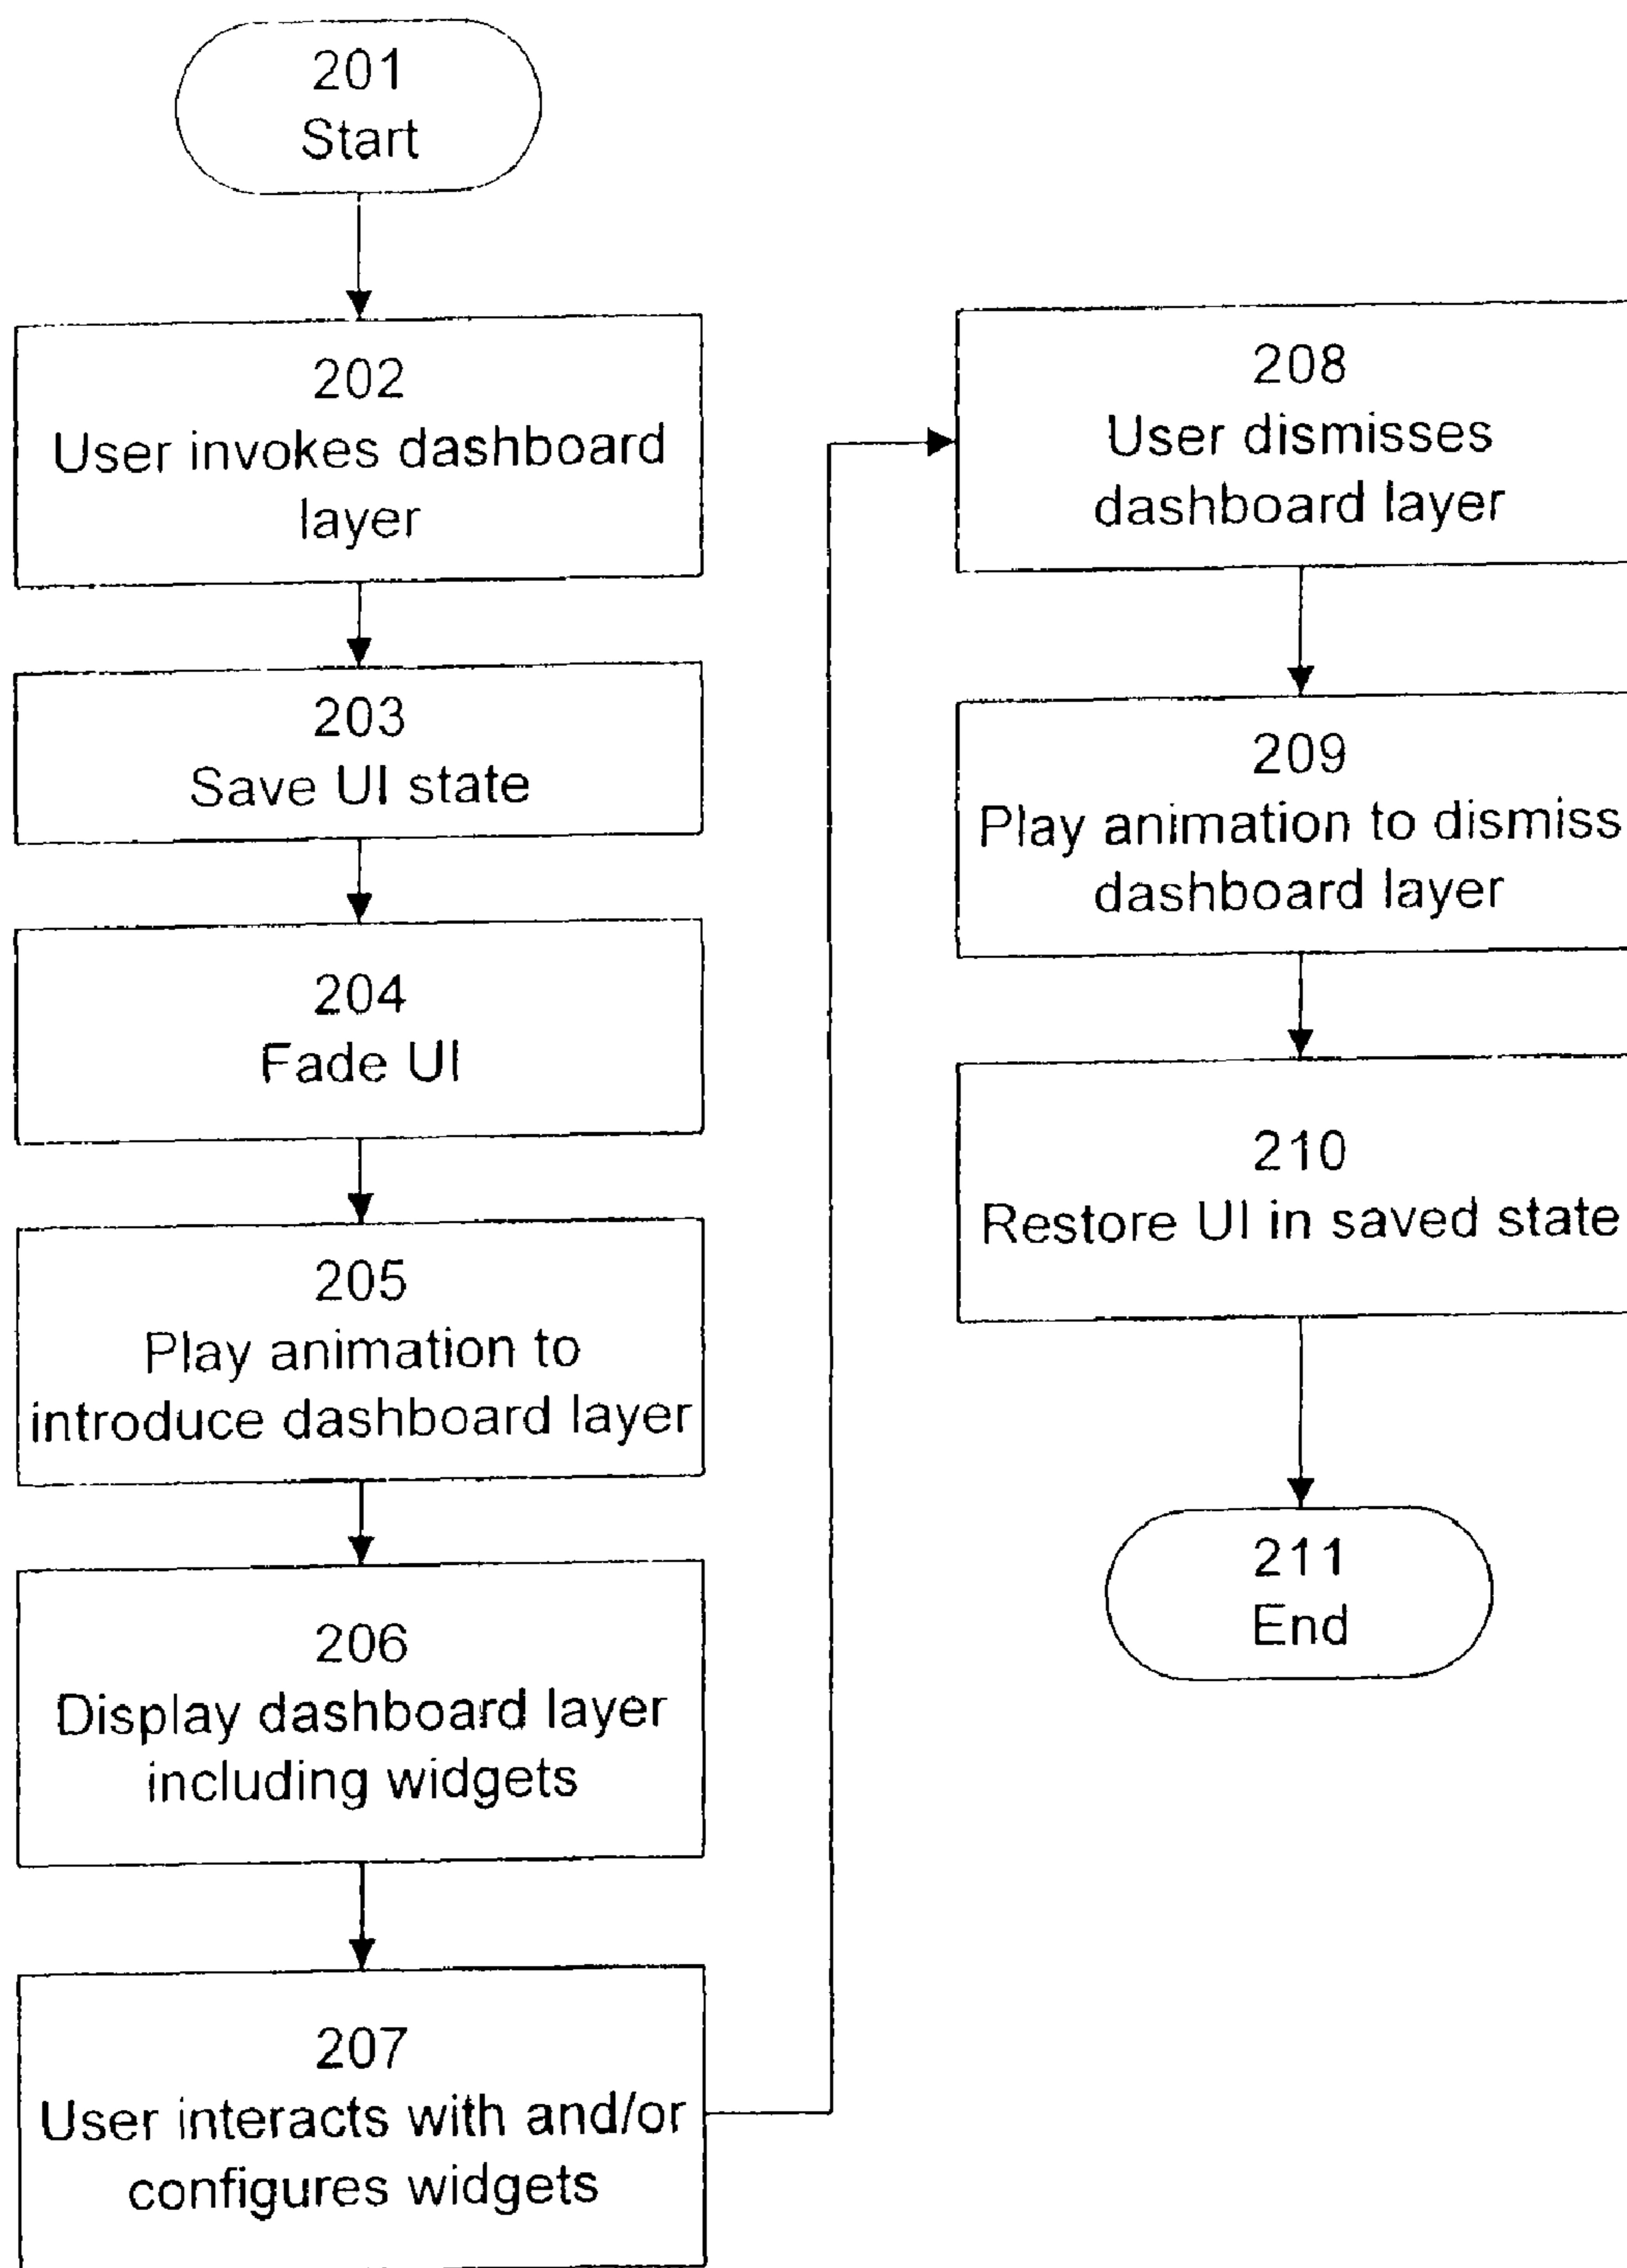 201
Start
202
User invokes dashboard
layer
203
Save UI state
204
Fade UI
205
Play animation to
introduce dashboard layer
206
Display dashboard layer
including widgets
207
User interacts with and/or
configures widgets
208
User dismisses
dashboard layer
209
Play animation to dismiss
dashboard layer
210
Restore UI in saved state
211
End